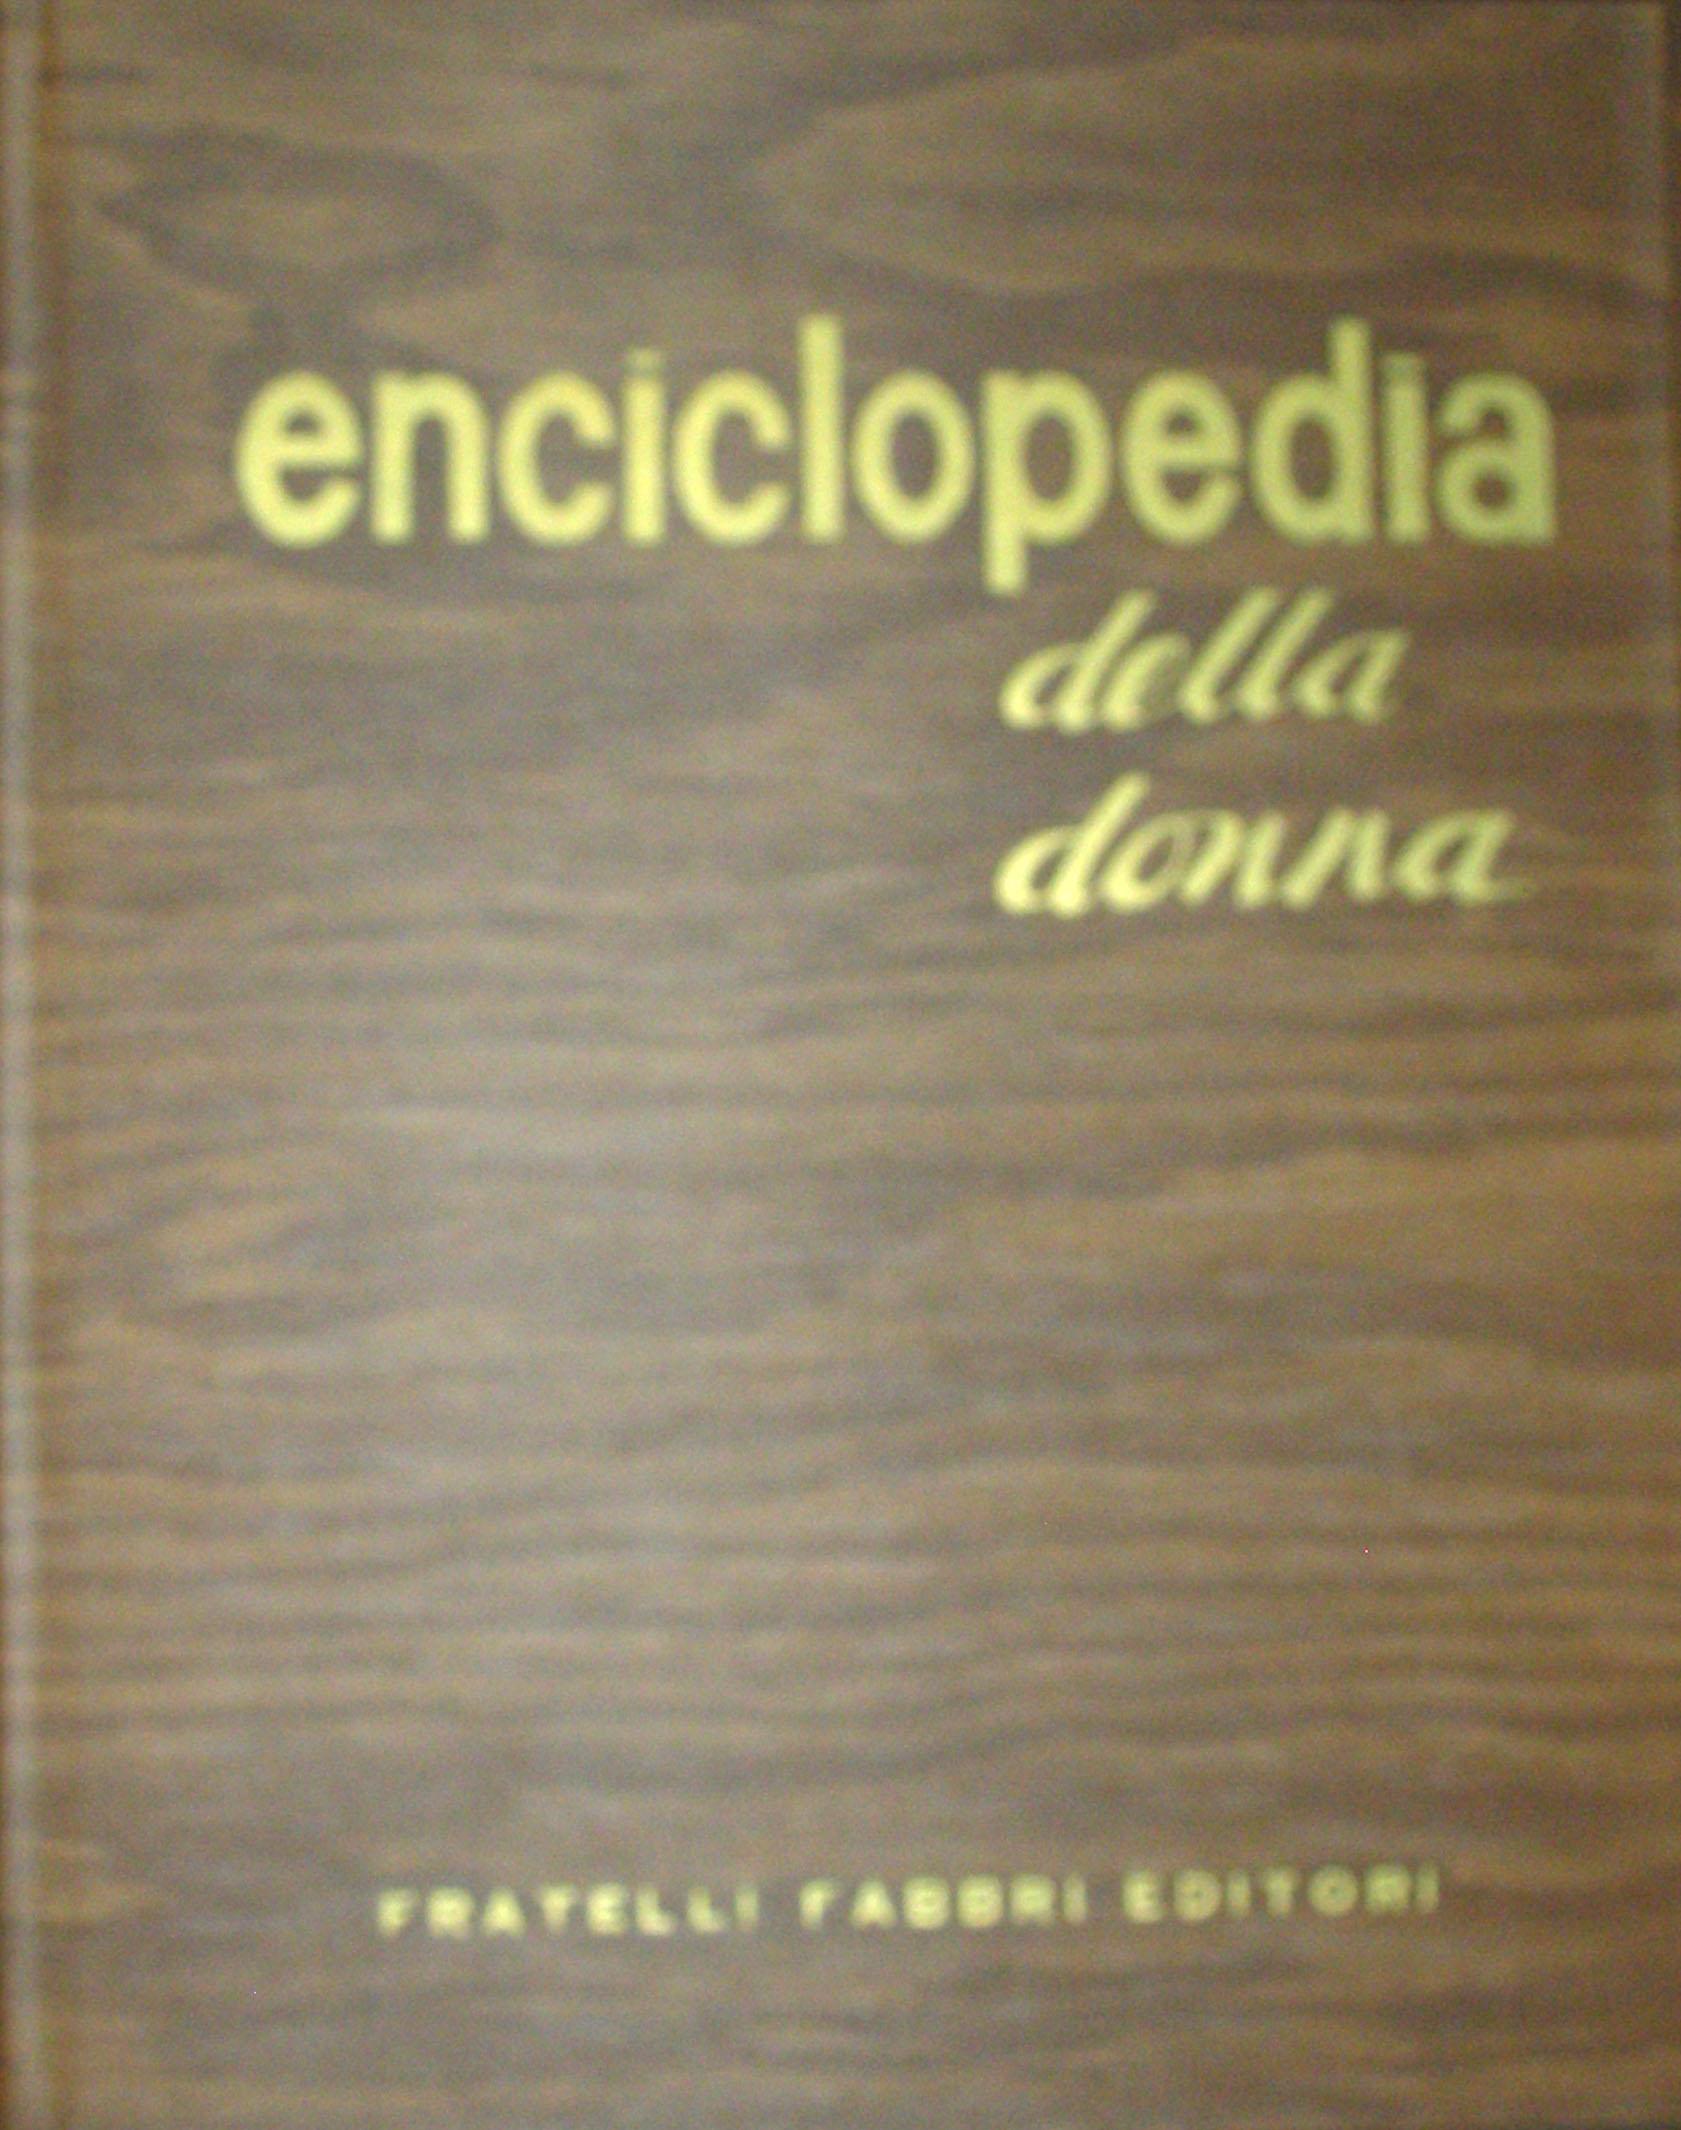 enciclopedia
della
donna
FRATELLI FABBRI EDITORI